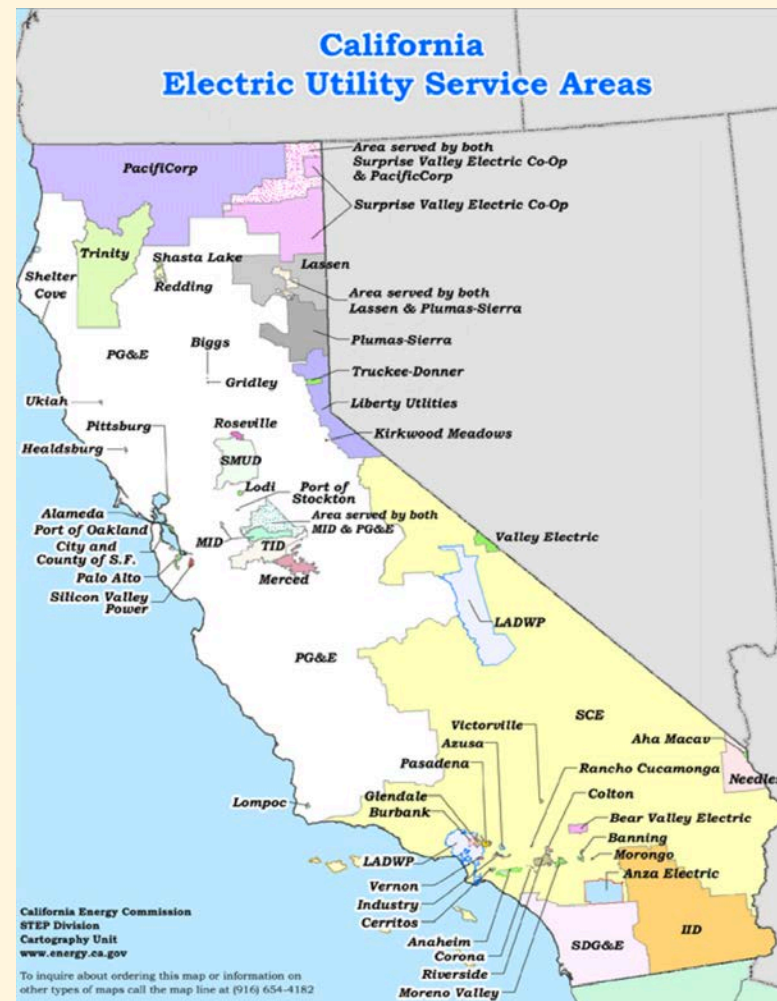 California
Electric Utility Service Areas
Area served by both
Surprise Valley Electric Co-Op
& PacificCorp
PacifiCorp
Surprise Valley Electric Co-Op
Trinity
Shasta Lake
Lassen
Redding
Shelter
Cove
Area served by both
Lassen & Plumas-Sierra
Biggs
Plumas-Sierra
PG&E
Gridley
Truckee-Donner
Ukiah
Liberty Utlities
Pittsburg
Roseville
Kirkwood Meadows
Healdsburg
SMUD
Lodi
Port of
Stockton
Alameda
Area served by both
MID & PG&E
Port of Oakland
City and
County of S.F.
MID
TID
Valley Electric
Palo Alto
Merced
Silicon Valley
Power
LADWP
PG&E
SCE
Victorville
Aha Macav
Azusa
Pasadena
Rancho Cucamonga
Needles
Glendale
Colton
Lompoc
Burbank
Bear Valley Electric
Banning
LADWP
Morongo
Anza Electric
Vernon
Industry
Cerritos
Anaheim
SDG&E
IID
Corona
Riverside
Moreno Valley
California Energy Commission
STEP Division
Cartography Unit
www.energy.ca.gov
To inquire about ordering this map or information on
other types of maps call the map line at (916) 654-4182